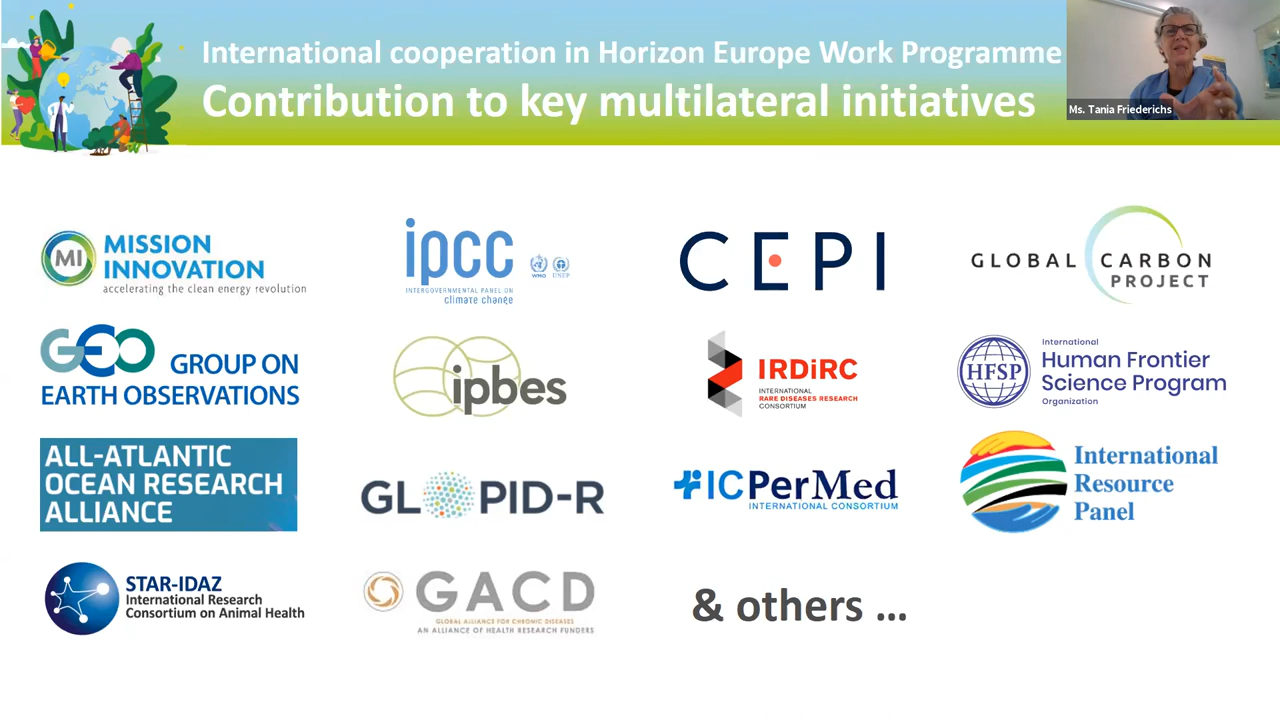 International cooperation in Horizon Europe Work Programme
Contribution to key multilateral initiatives
Ms. Tania Friederichs
MI
MISSION
INNOVATION
accelerating the clean energy revolution
ipcc
INTERGOVERNMENTAL PANEL ON
climate change
WMO
UNEP
CEPI
GLOBAL CARBON
PROJECT
GEO GROUP ON
EARTH OBSERVATIONS
ipbes
IRDiRC
INTERNATIONAL
RARE DISEASES RESEARCH
CONSORTIUM
HFSP
International
Human Frontier
Science Program
Organization
ALL-ATLANTIC
OCEAN RESEARCH
ALLIANCE
GLOPID-R
ICPerMed
INTERNATIONAL CONSORTIUM
International
Resource
Panel
STAR-IDAZ
International Research
Consortium on Animal Health
GACD
GLOBAL ALLIANCE FOR CHRONIC DISEASES
AN ALLIANCE OF HEALTH RESEARCH FUNDERS
& others ...